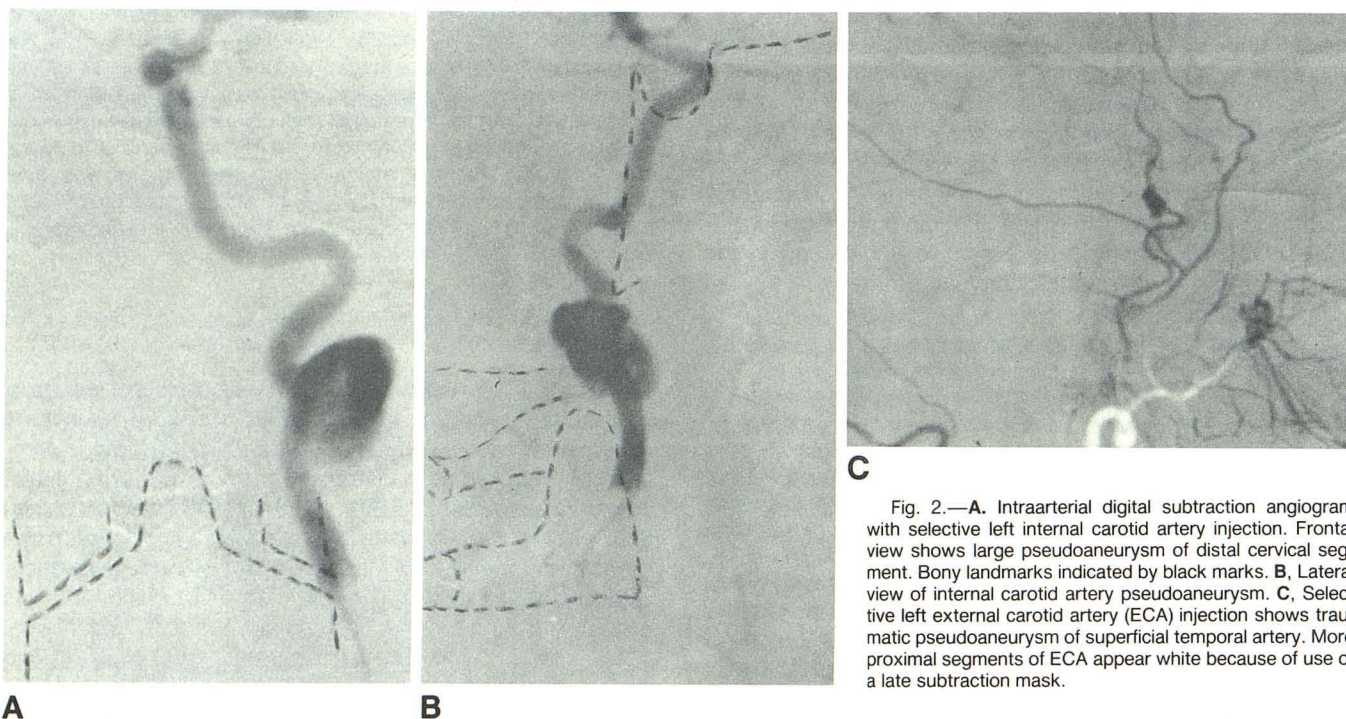 C
Fig. 2.—A. Intraarterial digital subtraction angiogram
with selective left internal carotid artery injection. Fronta
view shows large pseudoaneurysm of distal cervical seg-
ment. Bony landmarks indicated by black marks. B, Latera
view of internal carotid artery pseudoaneurysm. C, Selec-
tive left external carotid artery (ECA) injection shows trau-
matic pseudoaneurysm of superficial temporal artery. More
proximal segments of ECA appear white because of use o
a late subtraction mask.
A
B